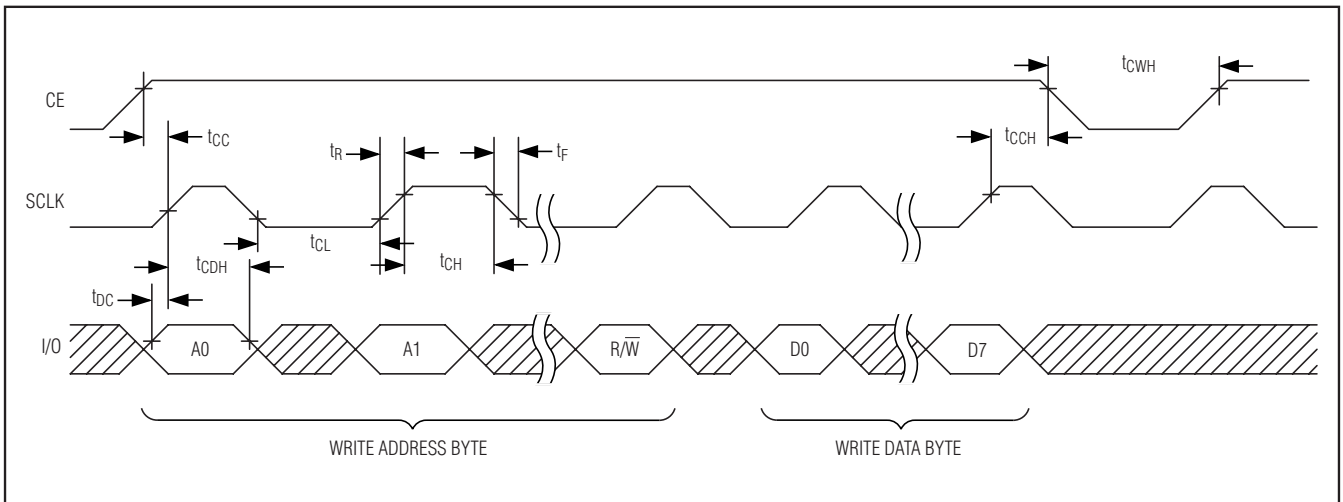 CE
tCWH
tCC
tR
tF
tCCH
SCLK
tCL
tCDH
tCH
tDC
I/O
A0
A1
R/W̅
D0
D7
WRITE ADDRESS BYTE
WRITE DATA BYTE